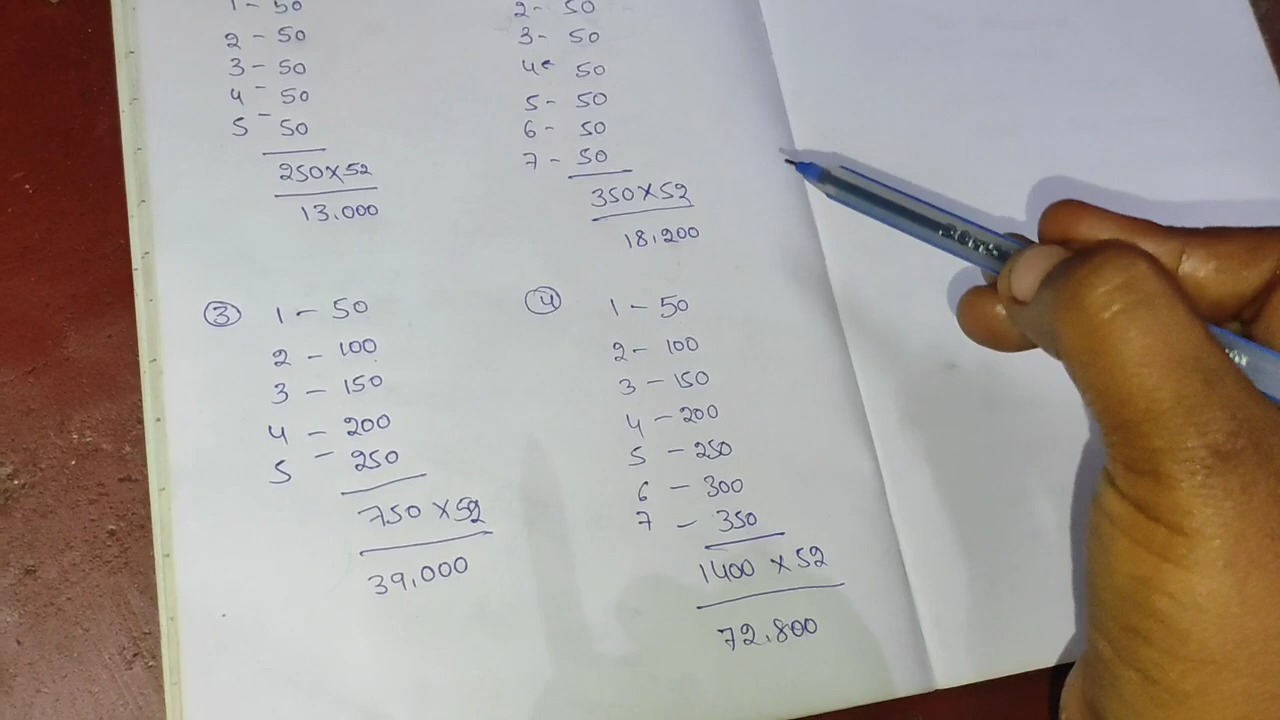 1 - 50
2 - 50
3 - 50
4 - 50
5 - 50
250 x 52
13,000
2 - 50
3 - 50
4 - 50
5 - 50
6 - 50
7 - 50
350 x 52
18,200
3
1 - 50
2 - 100
3 - 150
4 - 200
5 - 250
750 x 52
39,000
4
1 - 50
2 - 100
3 - 150
4 - 200
5 - 250
6 - 300
7 - 350
1400 x 52
72,800